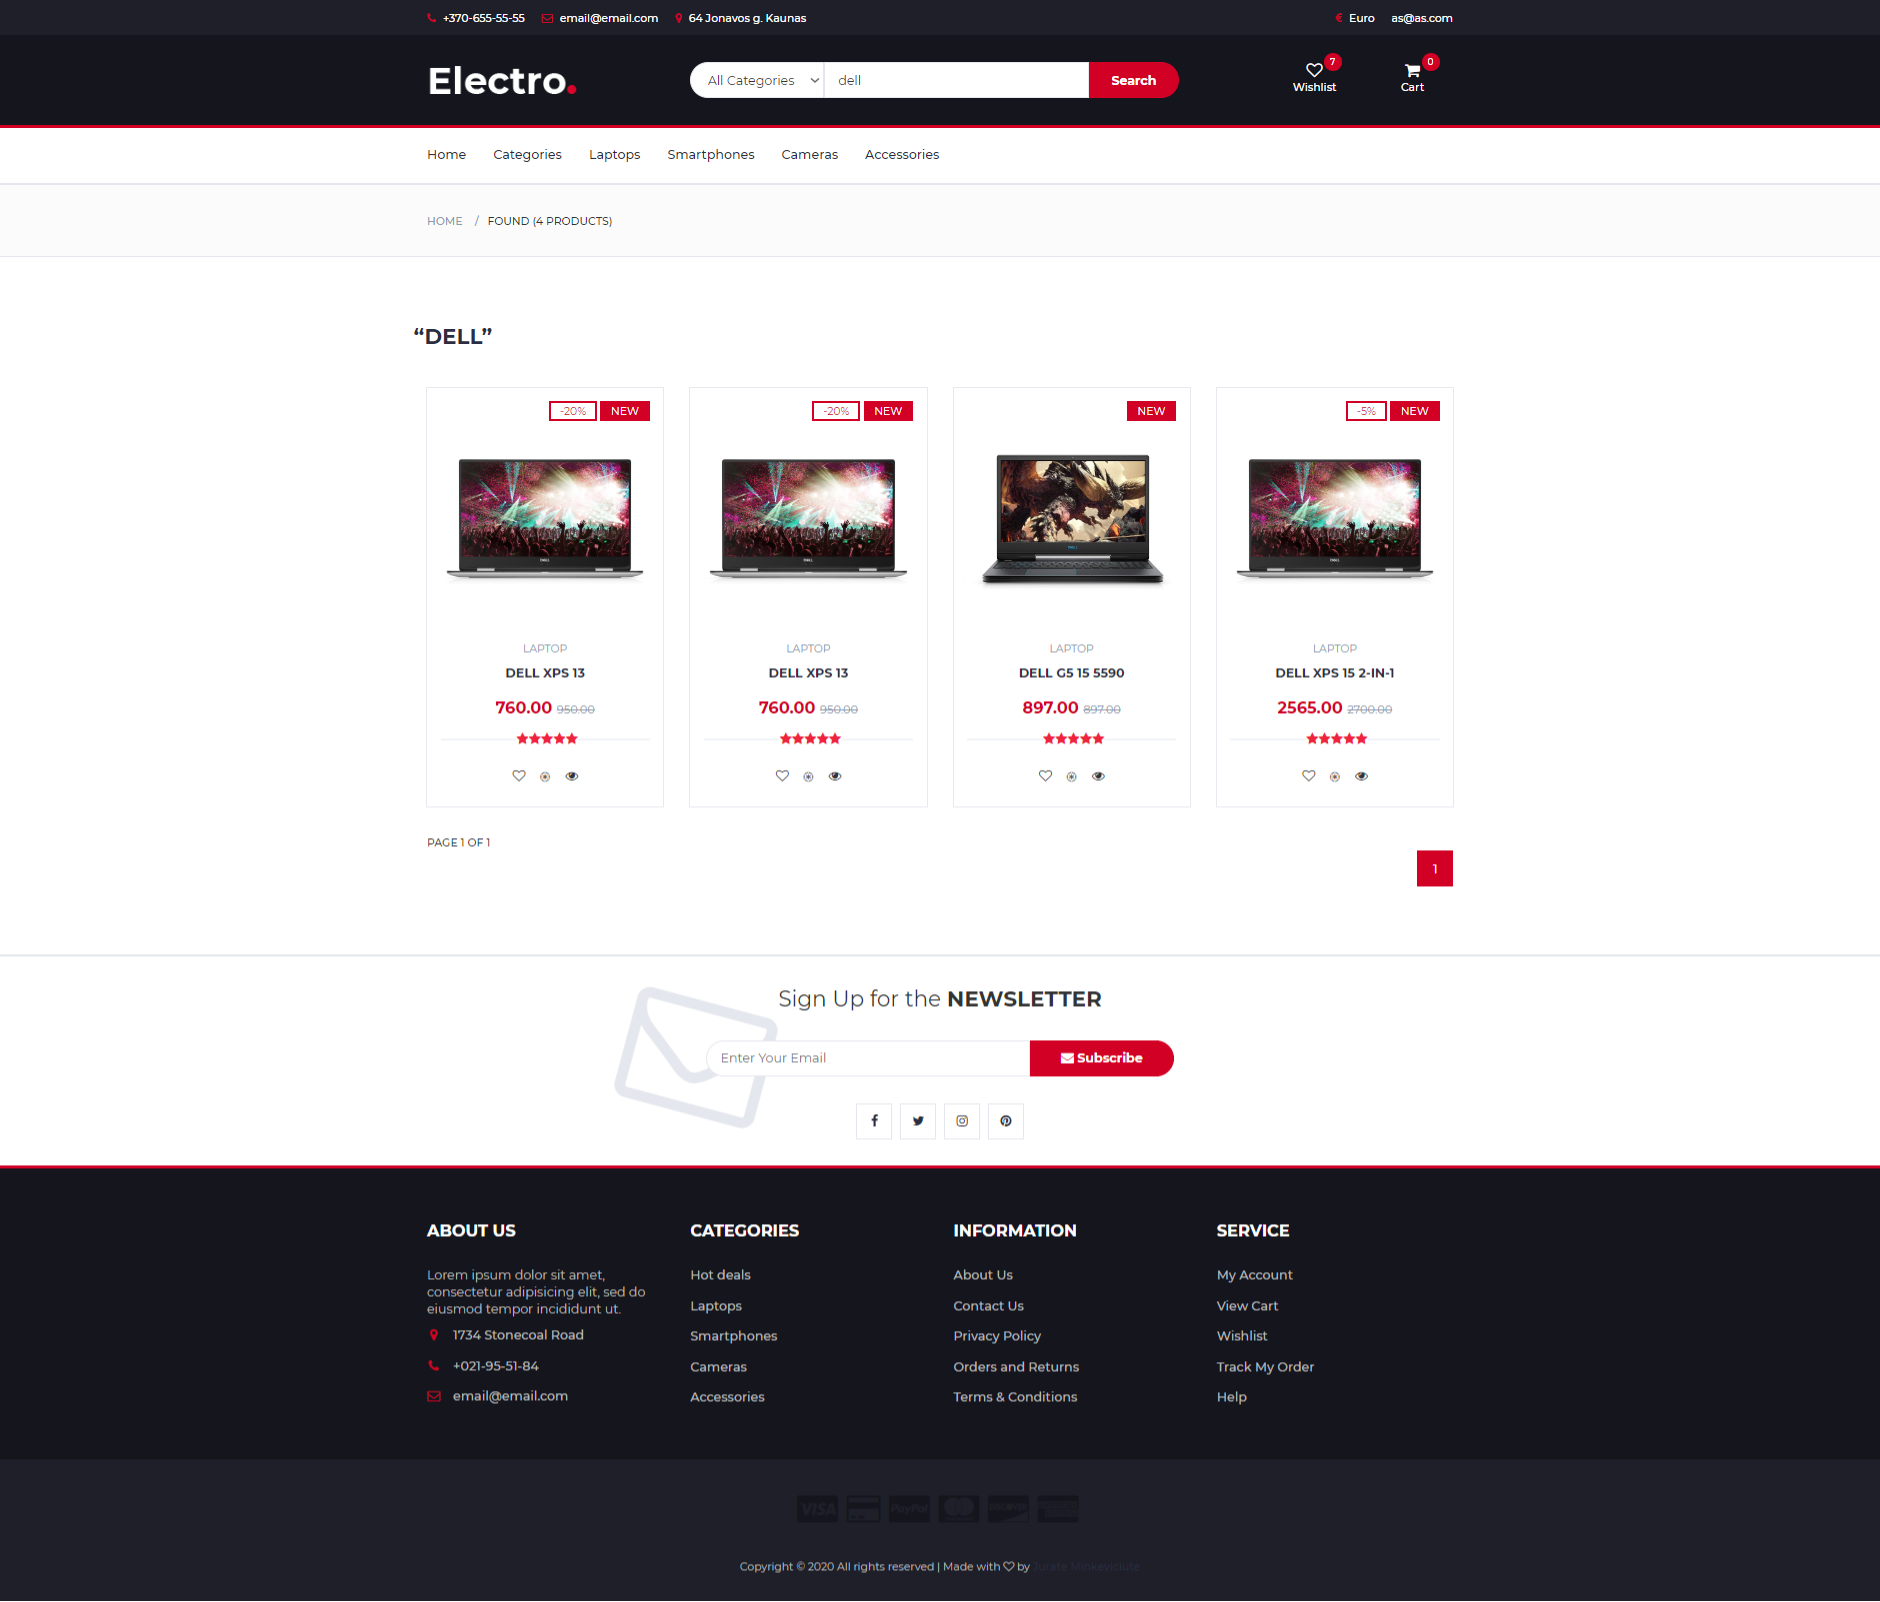 +370-655-55-55 email@email.com 64 Jonavos g. Kaunas € Euro as@as.com
Electro. All Categories dell Search
7 Wishlist 0 Cart
Home Categories Laptops Smartphones Cameras Accessories
HOME / FOUND (4 PRODUCTS)
“DELL”
-20% NEW
LAPTOP
DELL XPS 13
760.00 950.00
-20% NEW
LAPTOP
DELL XPS 13
760.00 950.00
NEW
LAPTOP
DELL G5 15 5590
897.00 897.00
-5% NEW
LAPTOP
DELL XPS 15 2-IN-1
2565.00 2700.00
PAGE 1 OF 1
1
Sign Up for the NEWSLETTER
Enter Your Email Subscribe
ABOUT US
Lorem ipsum dolor sit amet,
consectetur adipisicing elit, sed do
eiusmod tempor incididunt ut.
1734 Stonecoal Road
+021-95-51-84
email@email.com
CATEGORIES
Hot deals
Laptops
Smartphones
Cameras
Accessories
INFORMATION
About Us
Contact Us
Privacy Policy
Orders and Returns
Terms & Conditions
SERVICE
My Account
View Cart
Wishlist
Track My Order
Help
VISA PayPal DISCOVER
Copyright © 2020 All rights reserved | Made with ♡ by